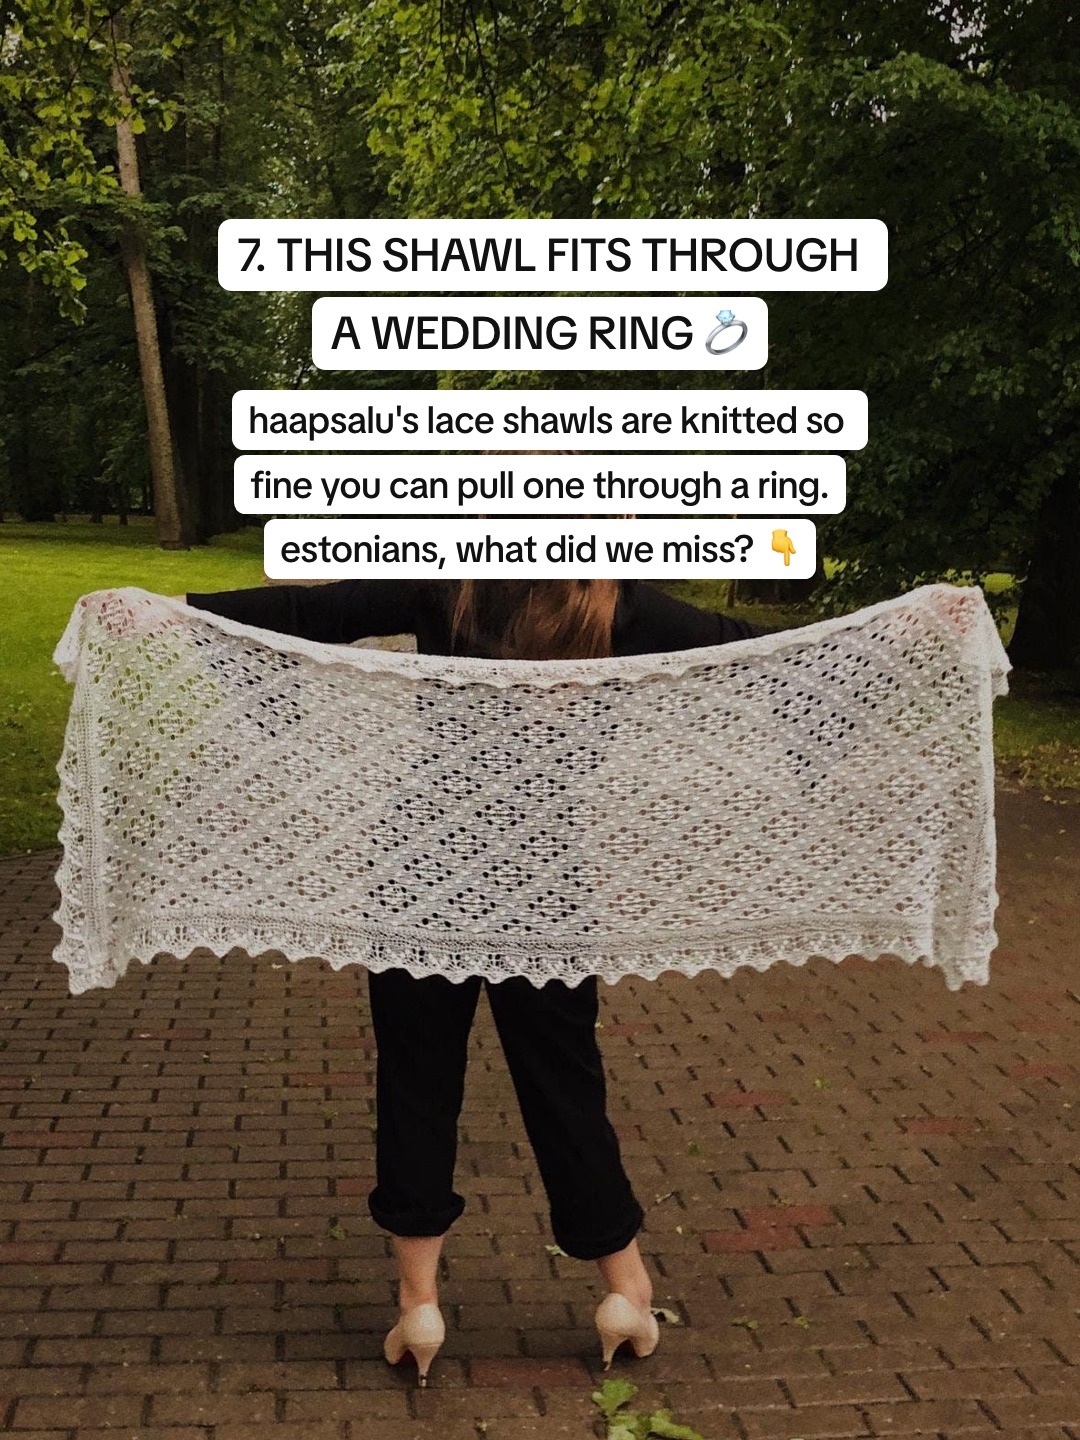 7. THIS SHAWL FITS THROUGH
A WEDDING RING 💍
haapsalu's lace shawls are knitted so
fine you can pull one through a ring.
estonians, what did we miss? 👇